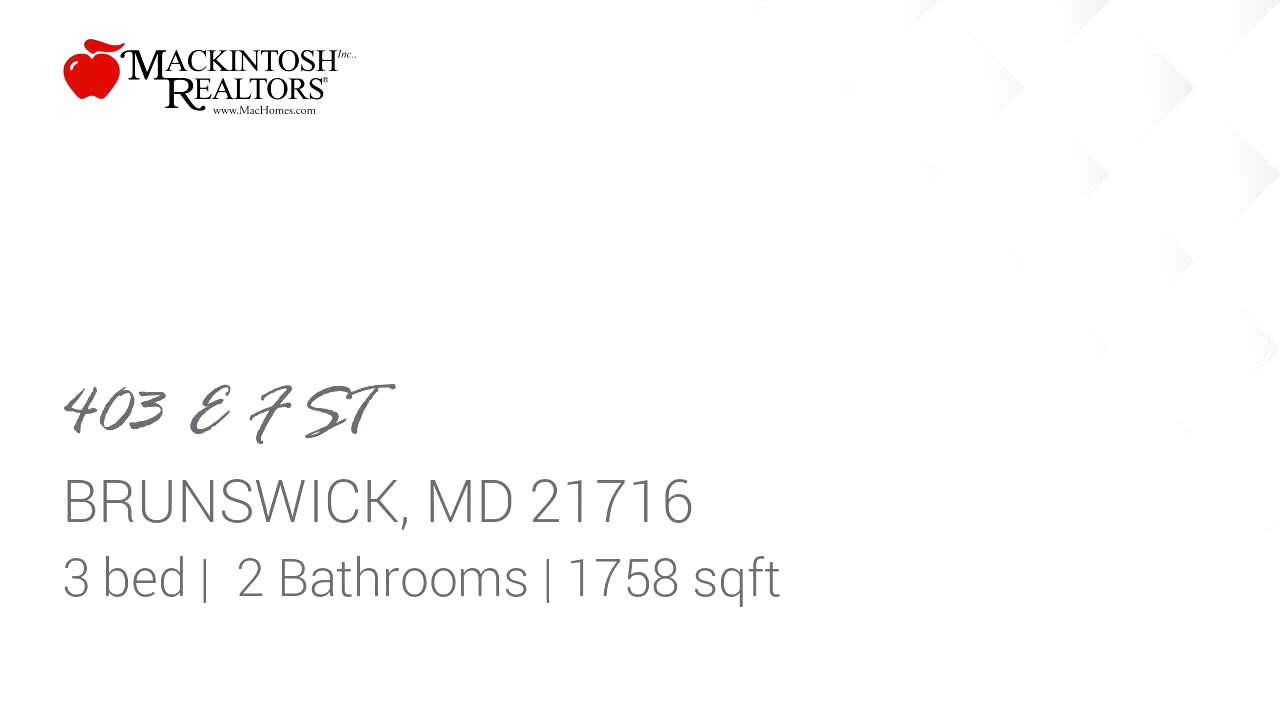 MACKINTOSH Inc.,
REALTORS®
www.MacHomes.com
403 E F ST
BRUNSWICK, MD 21716
3 bed | 2 Bathrooms | 1758 sqft